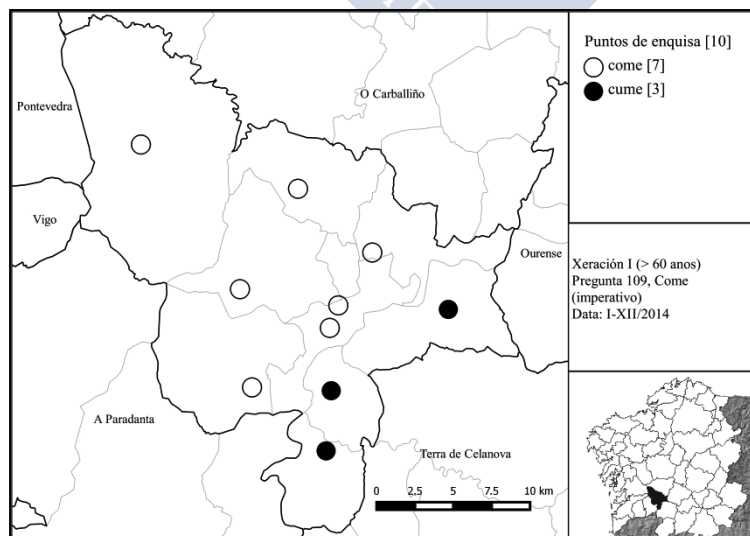 Puntos de enquisa [10]
come [7]
cume [3]
O Carballiño
Pontevedra
Vigo
Ourense
Xeración I (> 60 anos)
Pregunta 109, Come
(imperativo)
Data: I-XII/2014
A Paradanta
Terra de Celanova
0 2,5 5 7,5 10 km